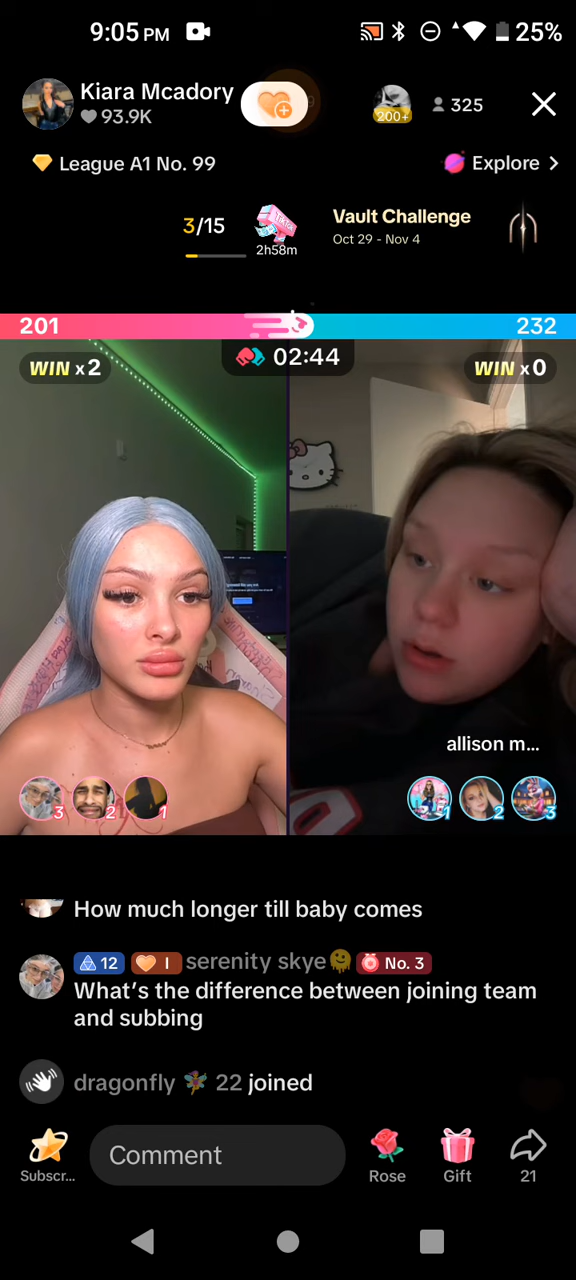 9:05 PM
25%
Kiara Mcadory
93.9K
200+
325
League A1 No. 99
Explore
3/15
TikTok
2h58m
Vault Challenge
Oct 29 - Nov 4
201
232
WIN x2
02:44
WIN x0
allison m...
3
2
1
1
2
3
How much longer till baby comes
12
I
serenity skye
No. 3
What's the difference between joining team
and subbing
dragonfly 22 joined
Subscr...
Comment
Rose
Gift
21